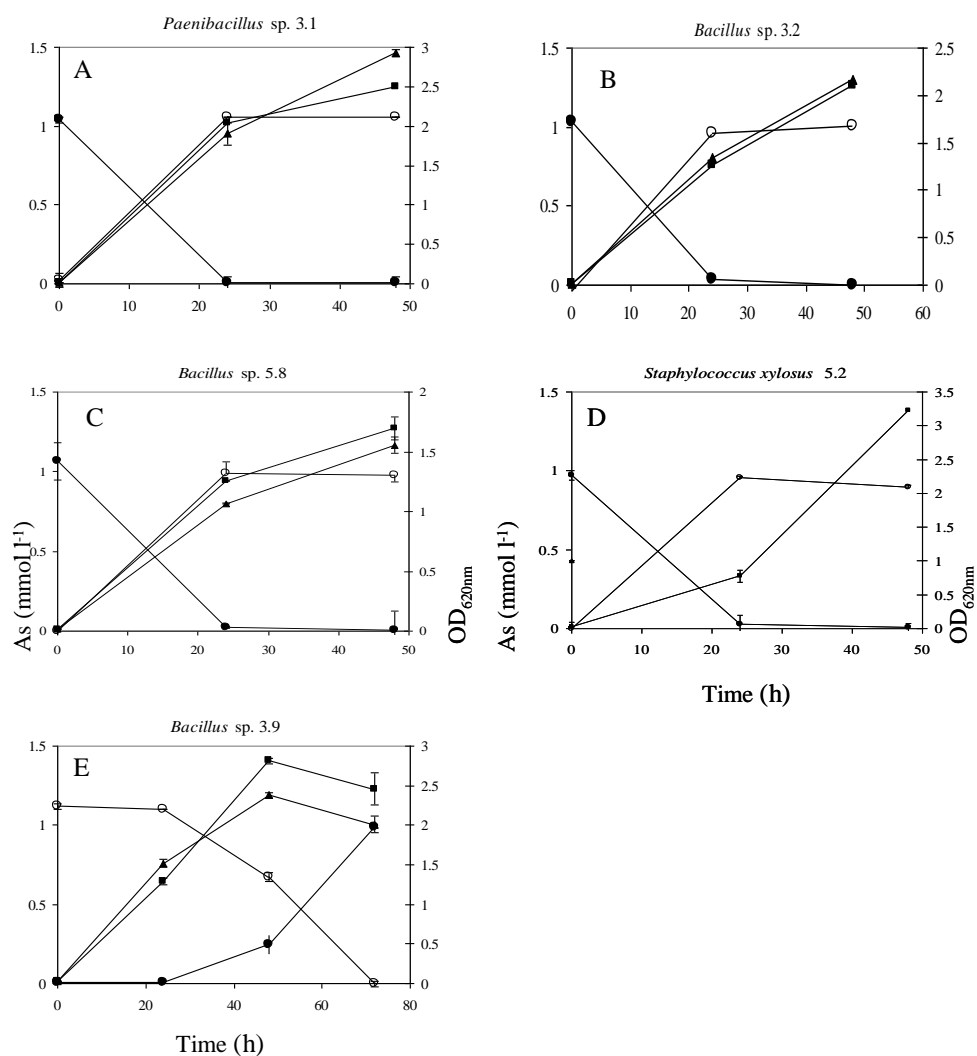 Paenibacillus sp. 3.1
A
1.5
1
0.5
0
3
2.5
2
1.5
1
0.5
0
0 10 20 30 40 50
Bacillus sp. 3.2
B
1.5
1
0.5
0
2.5
2
1.5
1
0.5
0
0 10 20 30 40 50 60
Bacillus sp. 5.8
C
As (mmol l-1)
1.5
1
0.5
0
2
1.5
1
0.5
0
OD620nm
0 10 20 30 40 50
Staphylococcus xylosus 5.2
D
As (mmol l-1)
1.5
1
0.5
0
3.5
3
2.5
2
1.5
1
0.5
0
OD620nm
0 10 20 30 40 50
Time (h)
Bacillus sp. 3.9
E
1.5
1
0.5
0
3
2.5
2
1.5
1
0.5
0
0 20 40 60 80
Time (h)